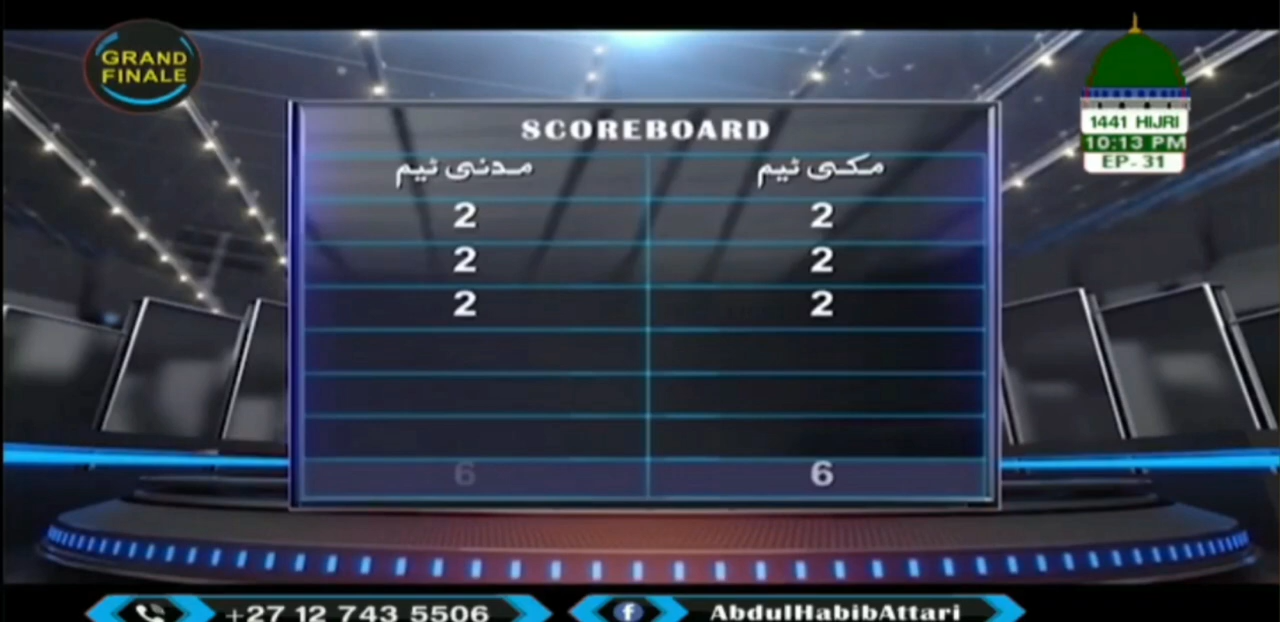 GRAND
FINALE
1441 HIJRI
10:13 PM
EP-31
SCOREBOARD
مدنی ٹیم مکی ٹیم
2 2
2 2
2 2
6 6
+27 12 743 5506
AbdulHabibAttari